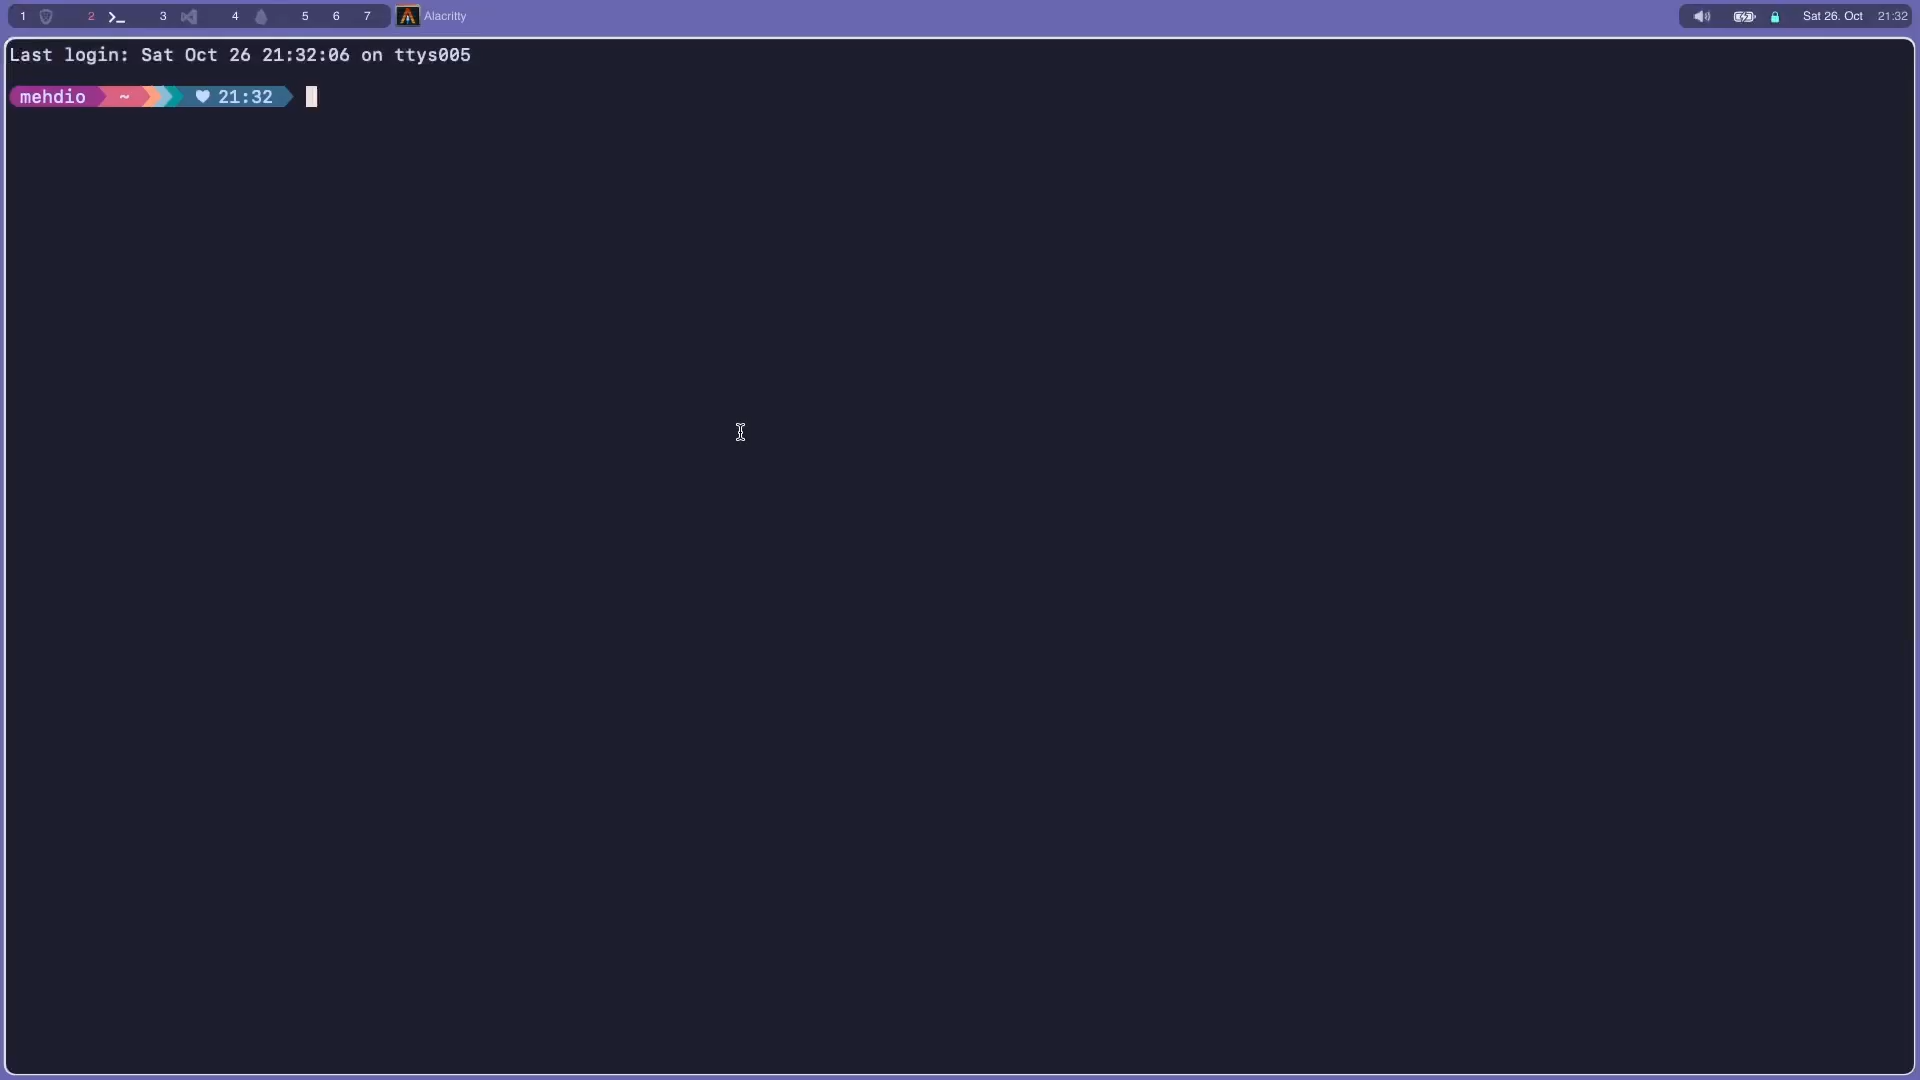 1 2 3 4 5 6 7 Alacritty Sat 26. Oct 21:32
Last login: Sat Oct 26 21:32:06 on ttys005
mehdio ~ ♥ 21:32